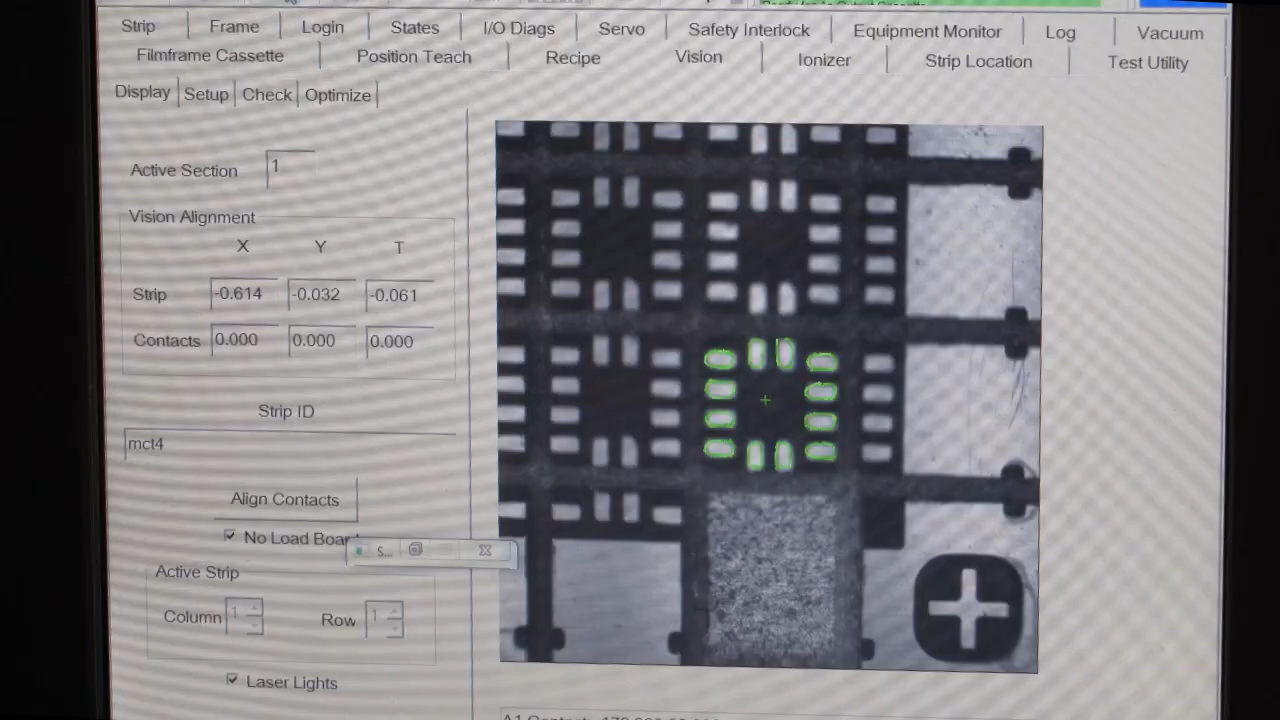 Strip Frame Login States I/O Diags Servo Safety Interlock Equipment Monitor Log Vacuum
Filmframe Cassette Position Teach Recipe Vision Ionizer Strip Location Test Utility
Display Setup Check Optimize
Active Section 1
Vision Alignment
X Y T
Strip -0.614 -0.032 -0.061
Contacts 0.000 0.000 0.000
Strip ID
mct4
Align Contacts
No Load Boar
S...
Active Strip
Column 1 Row 1
Laser Lights